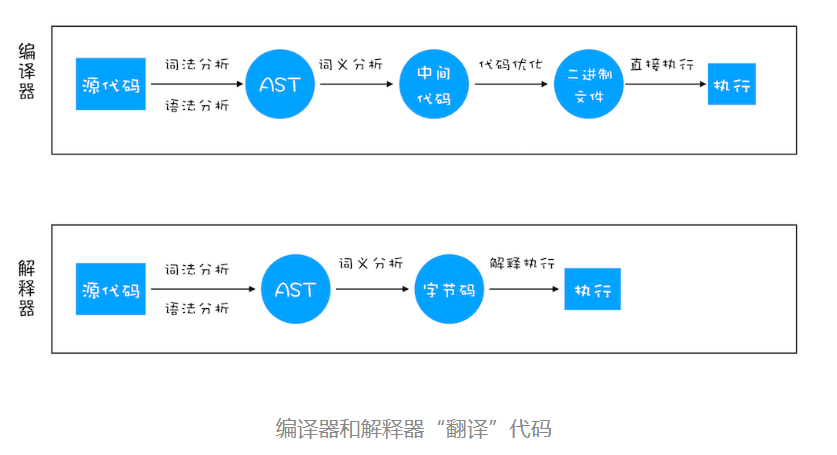 编译器
源代码
词法分析
语法分析
AST
词义分析
中间
代码
代码优化
二进制
文件
直接执行
执行
解释器
源代码
词法分析
语法分析
AST
词义分析
字节码
解释执行
执行
编译器和解释器“翻译”代码